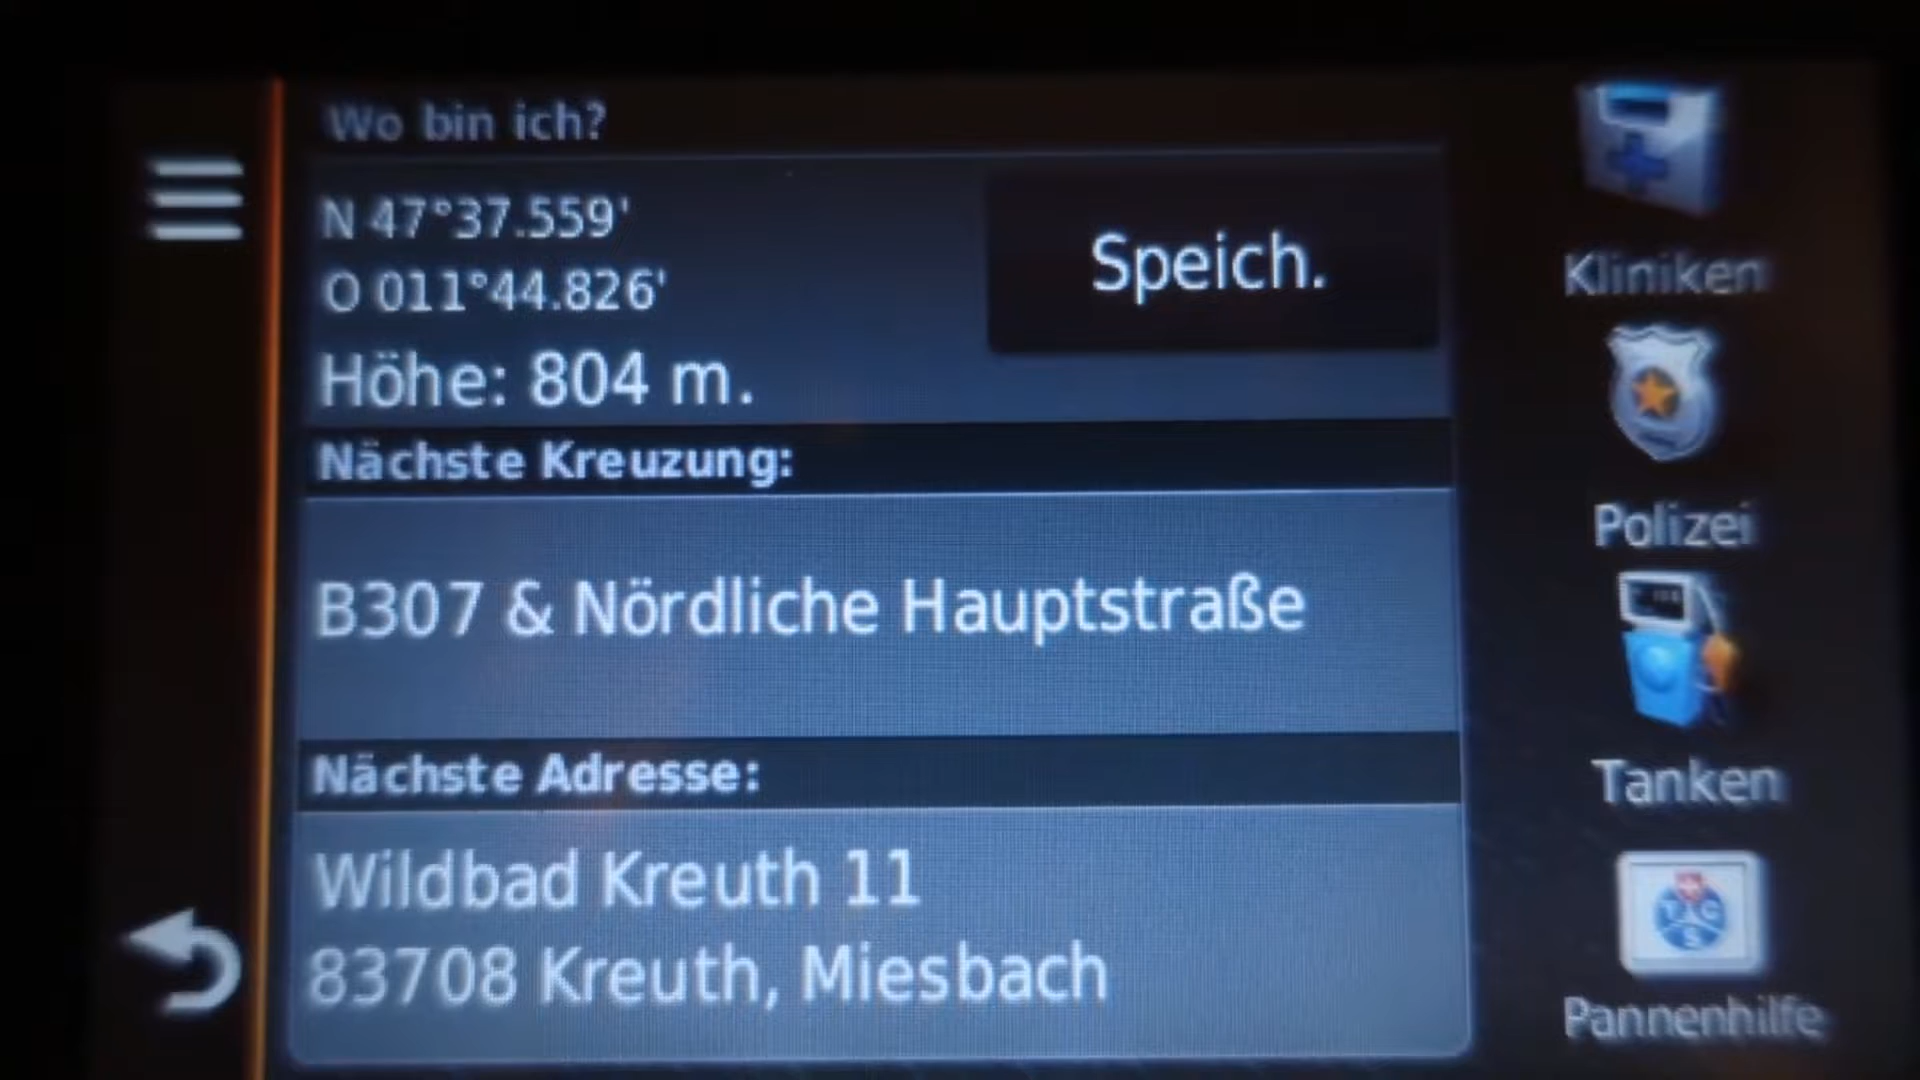 Wo bin ich?
N 47°37.559'
O 011°44.826'
Höhe: 804 m.
Speich.
Nächste Kreuzung:
B307 & Nördliche Hauptstraße
Nächste Adresse:
Wildbad Kreuth 11
83708 Kreuth, Miesbach
Kliniken
Polizei
Tanken
TCS
Pannenhilfe